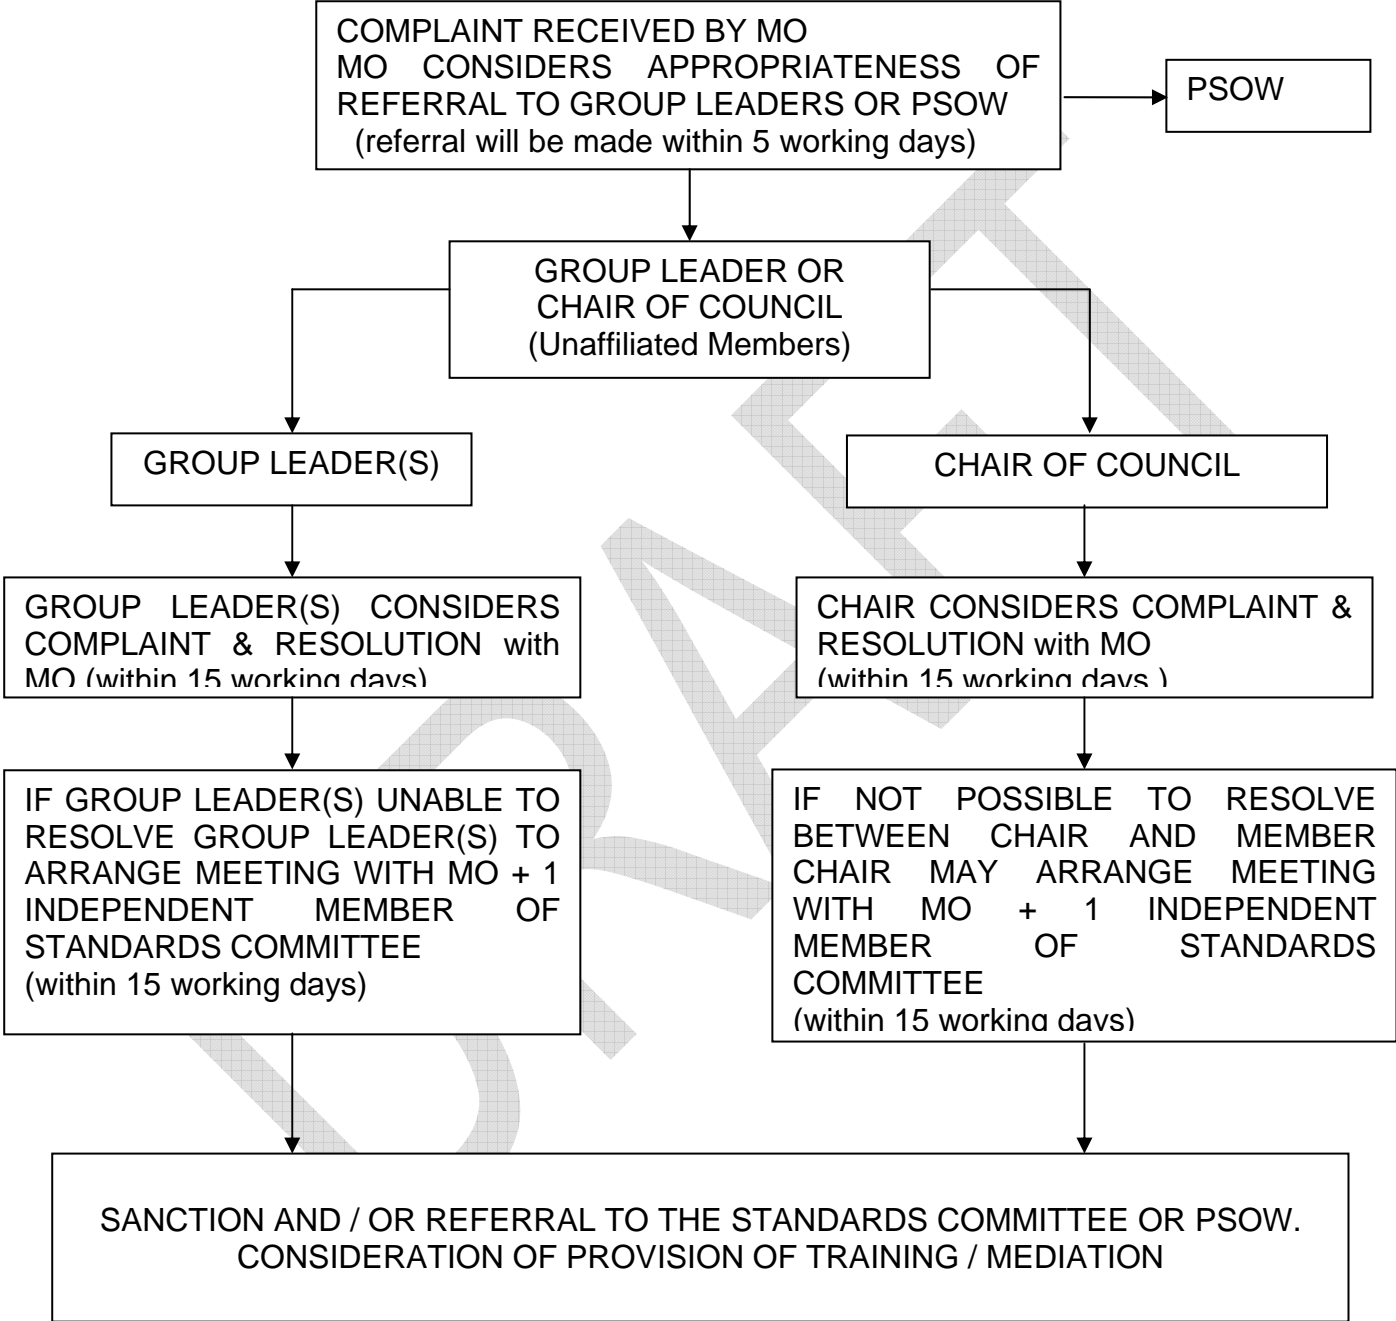 COMPLAINT RECEIVED BY MO
MO CONSIDERS APPROPRIATENESS OF
REFERRAL TO GROUP LEADERS OR PSOW
(referral will be made within 5 working days)
PSOW
GROUP LEADER OR
CHAIR OF COUNCIL
(Unaffiliated Members)
GROUP LEADER(S)
CHAIR OF COUNCIL
GROUP LEADER(S) CONSIDERS
COMPLAINT & RESOLUTION with
MO (within 15 working days)
CHAIR CONSIDERS COMPLAINT &
RESOLUTION with MO
(within 15 working days )
IF GROUP LEADER(S) UNABLE TO
RESOLVE GROUP LEADER(S) TO
ARRANGE MEETING WITH MO + 1
INDEPENDENT MEMBER OF
STANDARDS COMMITTEE
(within 15 working days)
IF NOT POSSIBLE TO RESOLVE
BETWEEN CHAIR AND MEMBER
CHAIR MAY ARRANGE MEETING
WITH MO + 1 INDEPENDENT
MEMBER OF STANDARDS
COMMITTEE
(within 15 working days)
SANCTION AND / OR REFERRAL TO THE STANDARDS COMMITTEE OR PSOW.
CONSIDERATION OF PROVISION OF TRAINING / MEDIATION
DRAFT